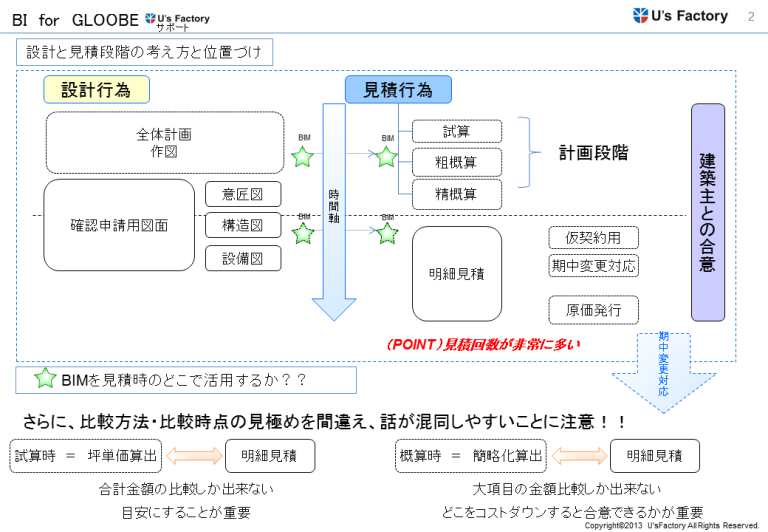 BI for GLOOBE
U's Factory
サポート
U's Factory
2
設計と見積段階の考え方と位置づけ
設計行為
見積行為
全体計画
作図
BIM
BIM
試算
粗概算
精概算
計画段階
確認申請用図面
意匠図
構造図
設備図
時間軸
BIM
BIM
明細見積
仮契約用
期中変更対応
原価発行
建築主との合意
（POINT）見積回数が非常に多い
期中変更対応
BIMを見積時のどこで活用するか？？
さらに、比較方法・比較時点の見極めを間違え、話が混同しやすいことに注意！！
試算時 ＝ 坪単価算出
明細見積
概算時 ＝ 簡略化算出
明細見積
合計金額の比較しか出来ない
目安にすることが重要
大項目の金額比較しか出来ない
どこをコストダウンすると合意できるかが重要
Copyright©2013 U'sFactory All Rights Reserved.